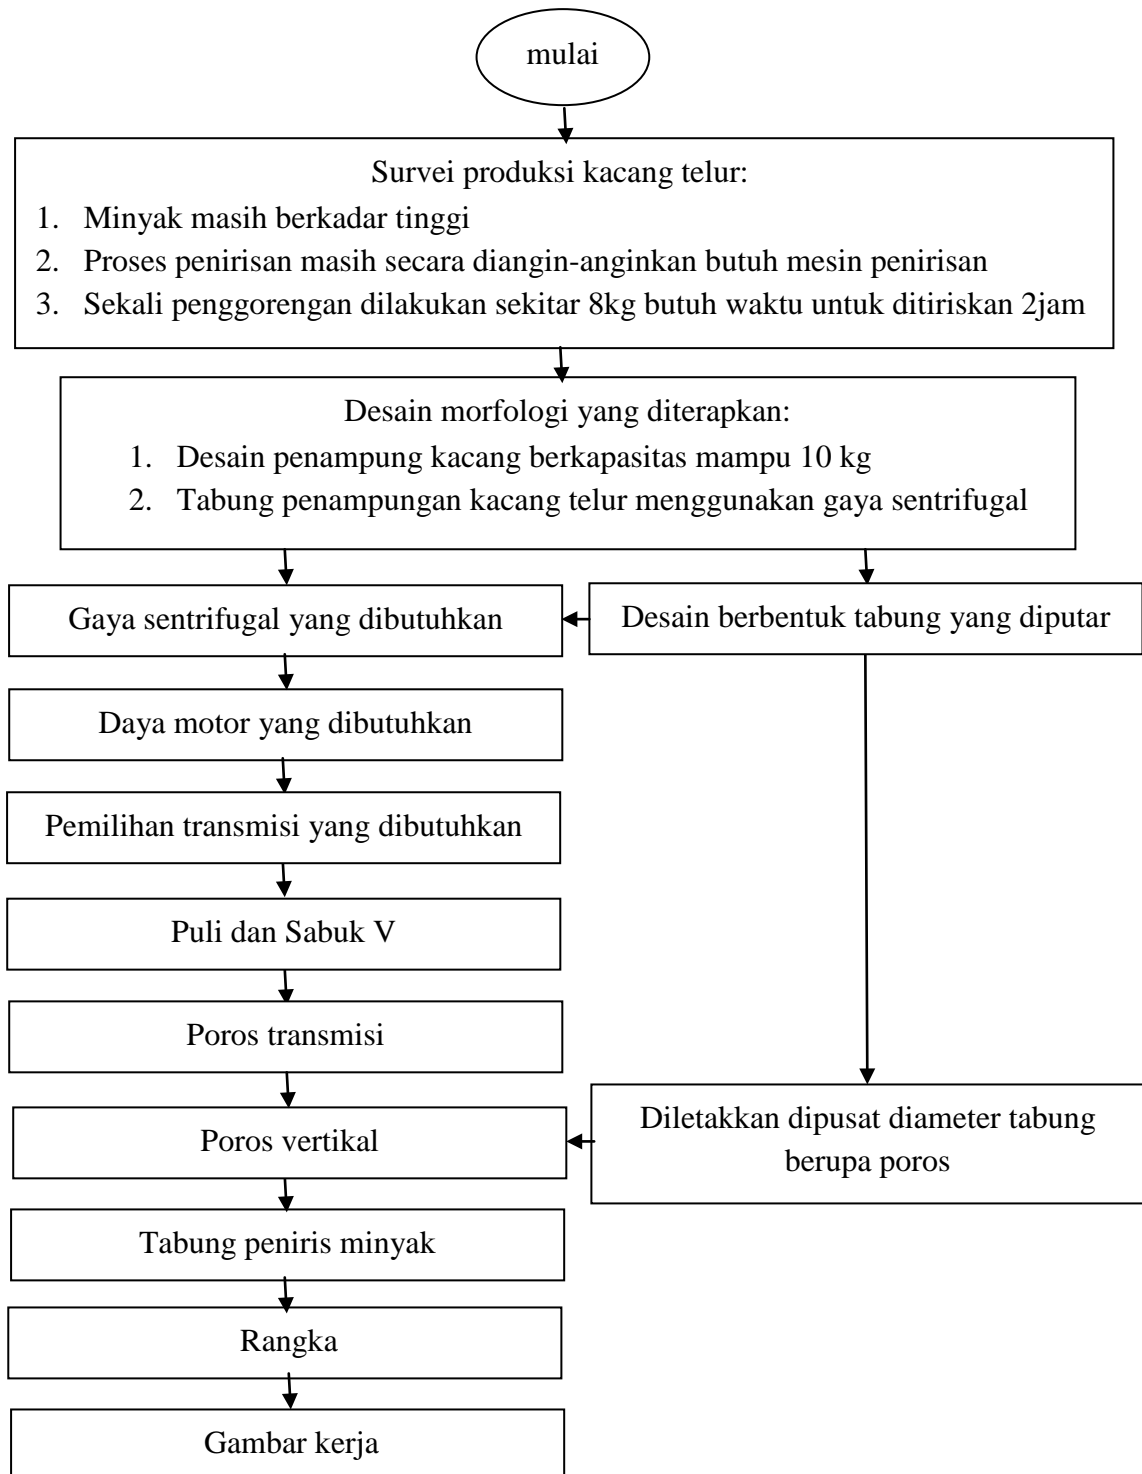 mulai
Survei produksi kacang telur:
1. Minyak masih berkadar tinggi
2. Proses penirisan masih secara diangin-anginkan butuh mesin penirisan
3. Sekali penggorengan dilakukan sekitar 8kg butuh waktu untuk ditiriskan 2jam
Desain morfologi yang diterapkan:
1. Desain penampung kacang berkapasitas mampu 10 kg
2. Tabung penampungan kacang telur menggunakan gaya sentrifugal
Gaya sentrifugal yang dibutuhkan
Desain berbentuk tabung yang diputar
Daya motor yang dibutuhkan
Pemilihan transmisi yang dibutuhkan
Puli dan Sabuk V
Poros transmisi
Poros vertikal
Diletakkan dipusat diameter tabung
berupa poros
Tabung peniris minyak
Rangka
Gambar kerja